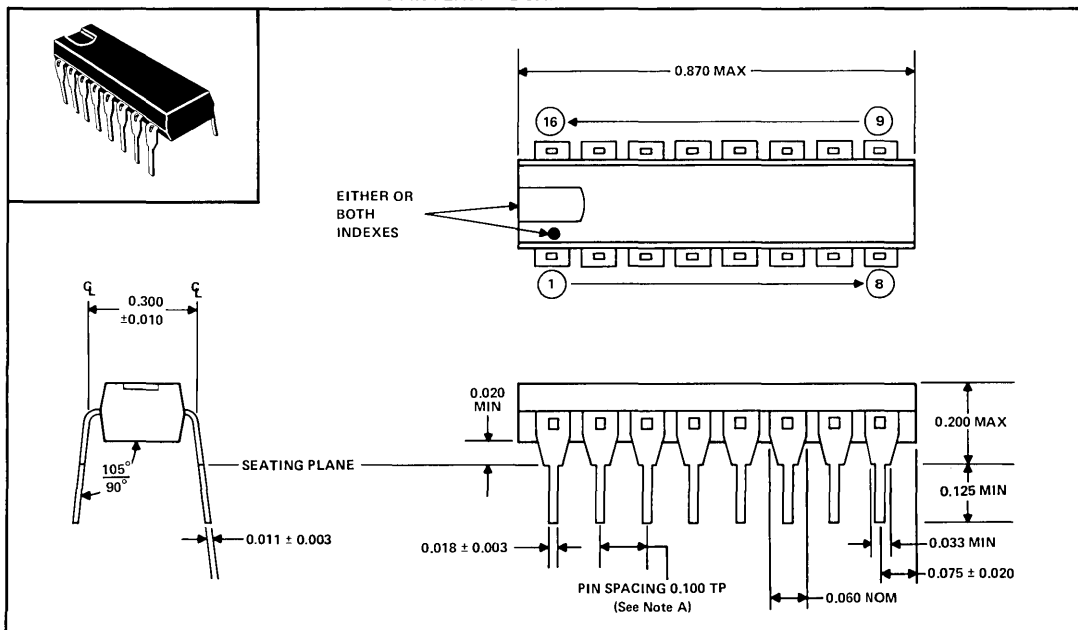 0.870 MAX
16
9
EITHER OR
BOTH
INDEXES
1
8
℄
℄
0.300
±0.010
0.020
MIN
0.200 MAX
105°
90°
SEATING PLANE
0.125 MIN
0.011 ± 0.003
0.018 ± 0.003
0.033 MIN
PIN SPACING 0.100 TP
(See Note A)
0.060 NOM
0.075 ± 0.020